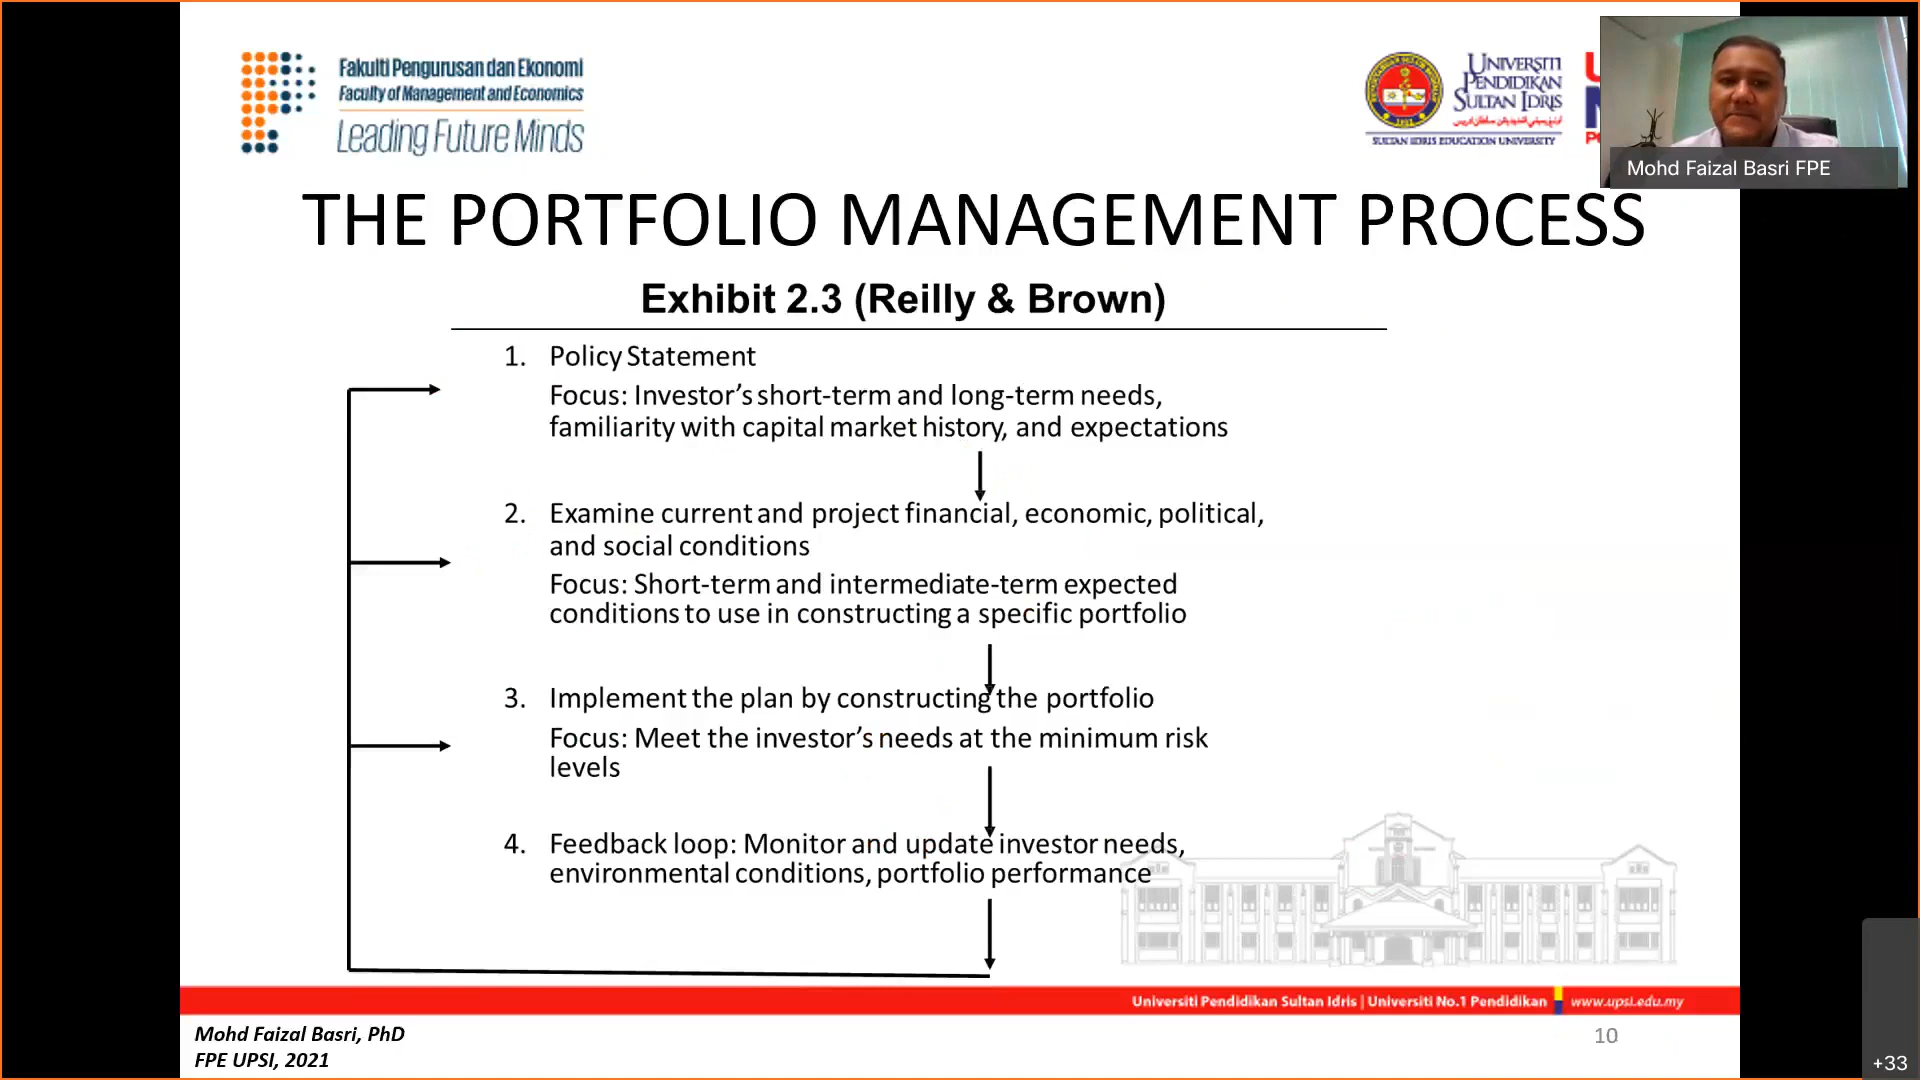 Fakulti Pengurusan dan Ekonomi
Faculty of Management and Economics
Leading Future Minds
UNIVERSITI
PENDIDIKAN
SULTAN IDRIS
SULTAN IDRIS EDUCATION UNIVERSITY
Mohd Faizal Basri FPE
THE PORTFOLIO MANAGEMENT PROCESS
Exhibit 2.3 (Reilly & Brown)
1. Policy Statement
Focus: Investor’s short-term and long-term needs,
familiarity with capital market history, and expectations
2. Examine current and project financial, economic, political,
and social conditions
Focus: Short-term and intermediate-term expected
conditions to use in constructing a specific portfolio
3. Implement the plan by constructing the portfolio
Focus: Meet the investor’s needs at the minimum risk
levels
4. Feedback loop: Monitor and update investor needs,
environmental conditions, portfolio performance
Universiti Pendidikan Sultan Idris | Universiti No.1 Pendidikan www.upsi.edu.my
Mohd Faizal Basri, PhD
FPE UPSI, 2021
10
+33